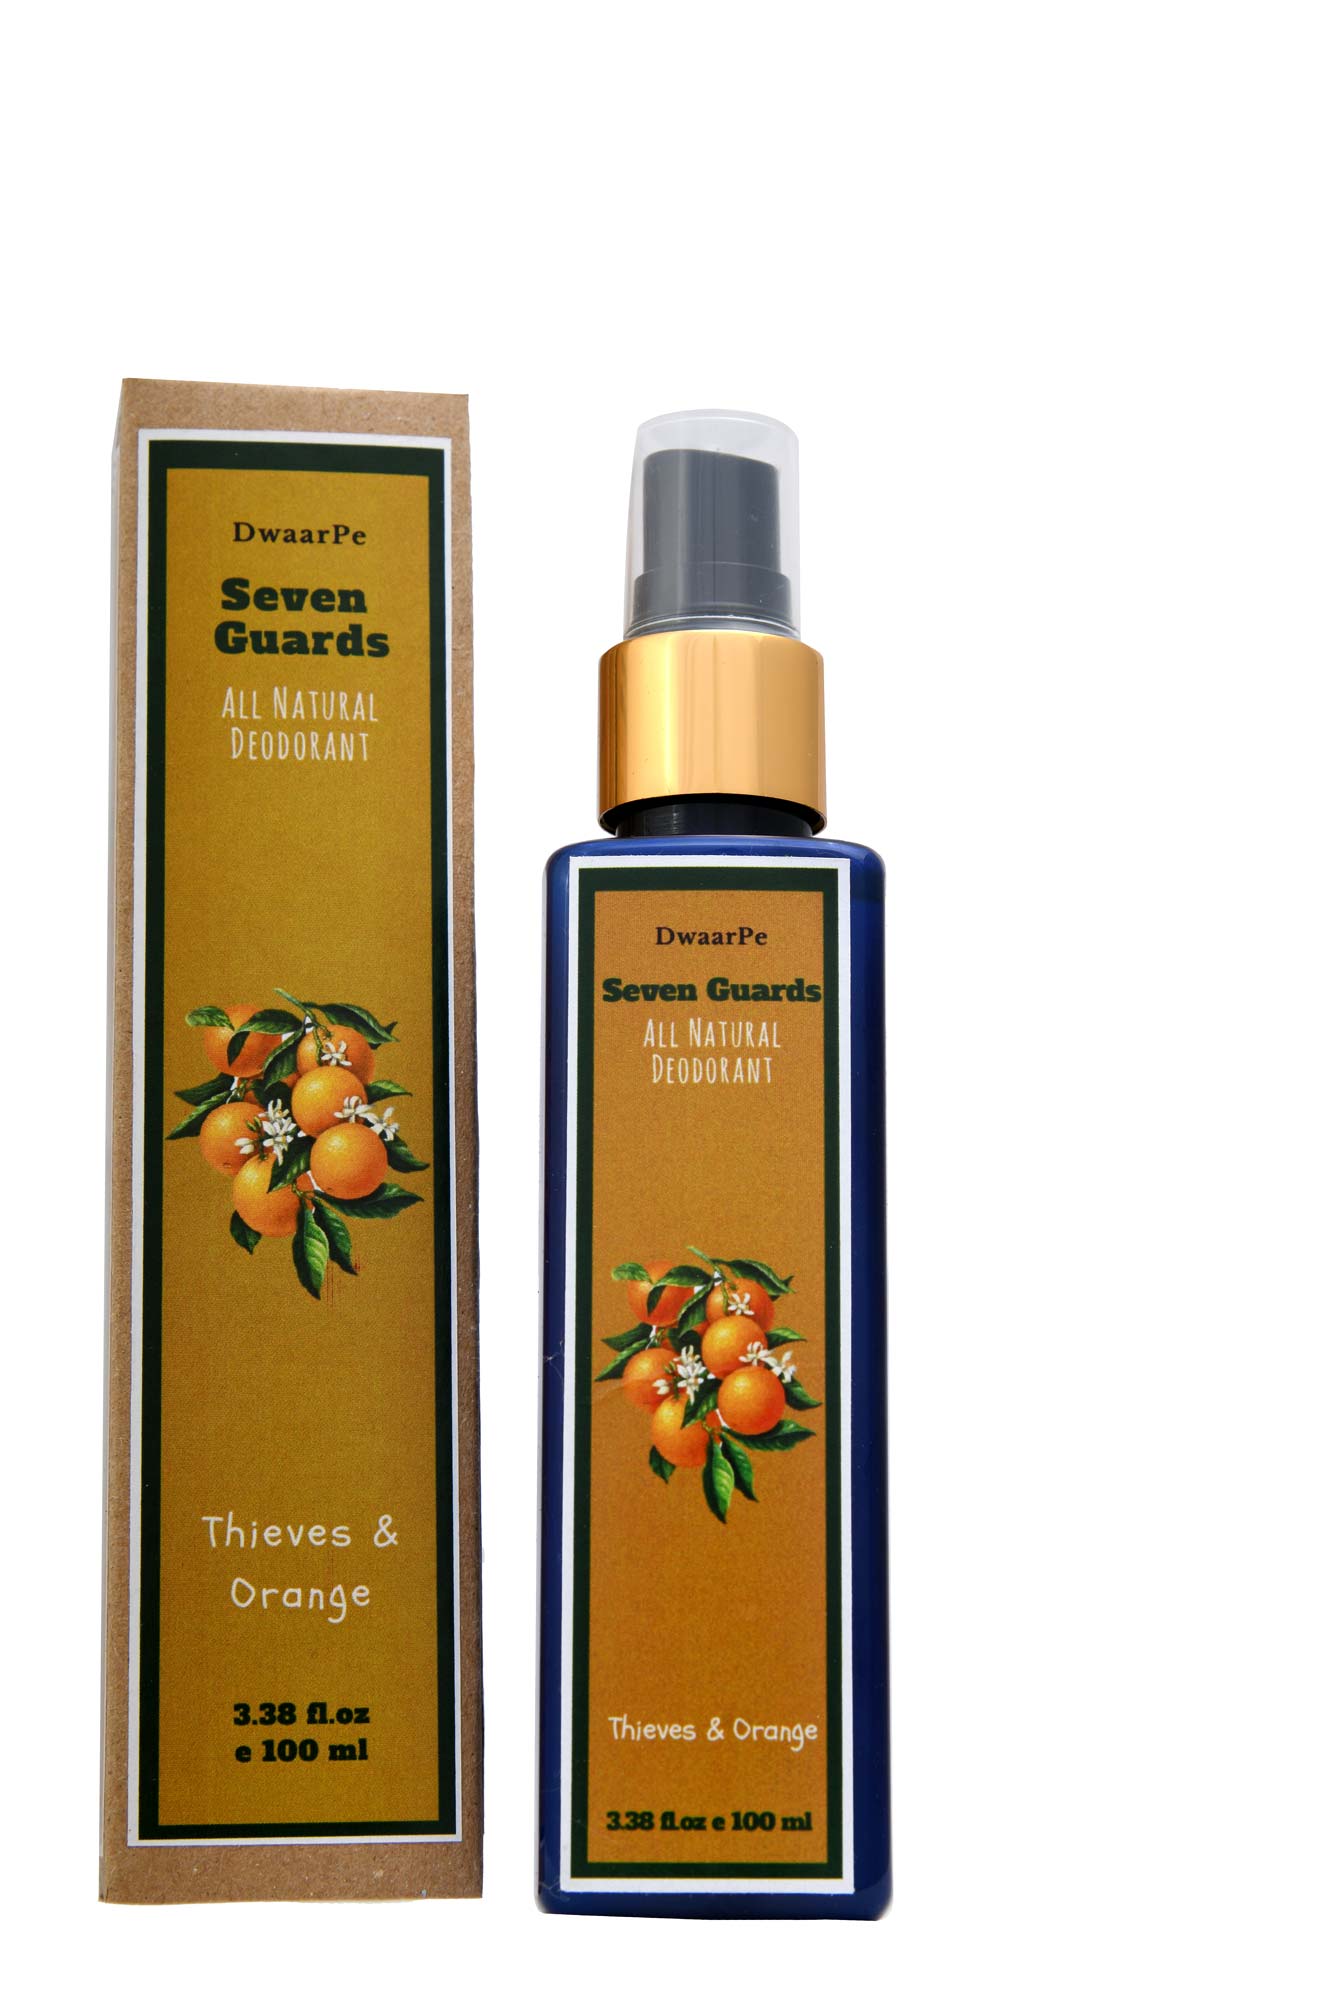 DwaarPe
Seven
Guards
ALL NATURAL
DEODORANT
Thieves &
Orange
3.38 fl.oz
e 100 ml
DwaarPe
Seven Guards
ALL NATURAL
DEODORANT
Thieves & Orange
3.38 fl.oz e 100 ml